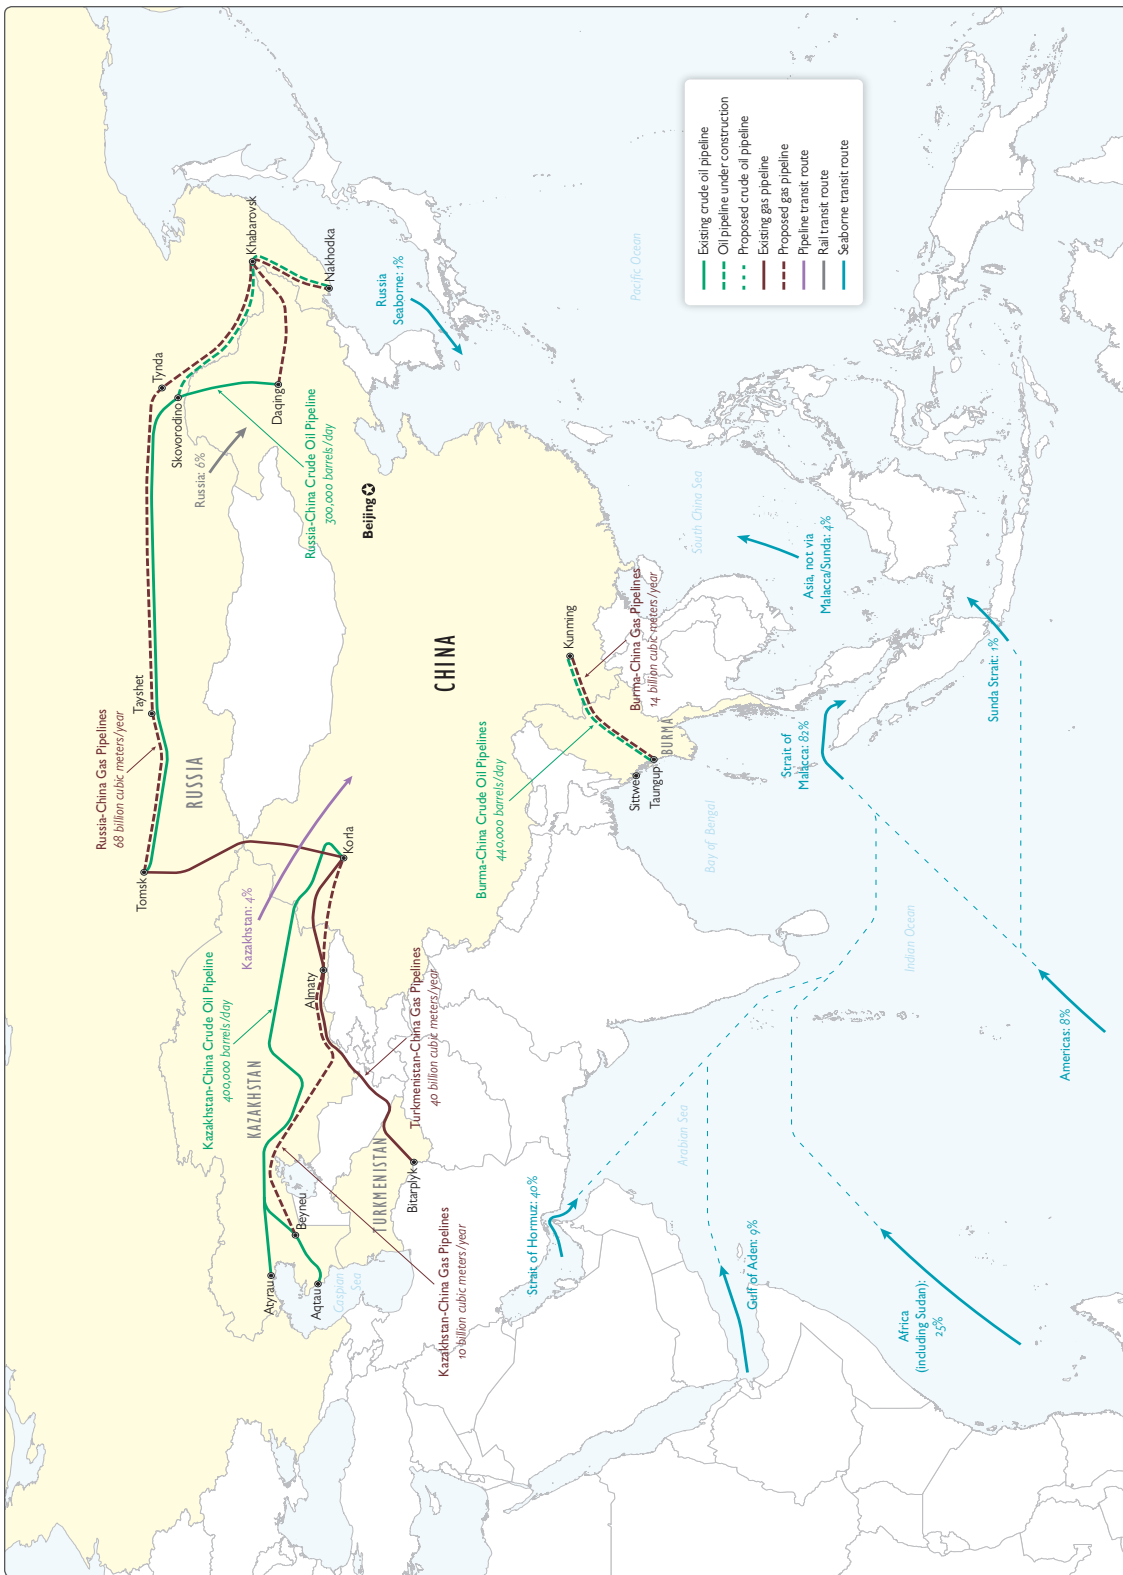 Russia-China Gas Pipelines
68 billion cubic meters/year
Tomsk
Tayshet
Tynda
Skovorodino
Khabarovsk
Nakhodka
Daqing
Russia: 6%
RUSSIA
Russia-China Crude Oil Pipeline
300,000 barrels/day
Russia
Seaborne: 1%
Beijing
CHINA
Kazakhstan: 4%
Korla
Kazakhstan-China Crude Oil Pipeline
400,000 barrels/day
KAZAKHSTAN
Almaty
Atyrau
Beyneu
Aqtau
Caspian
Sea
TURKMENISTAN
Bitarplyk
Turkmenistan-China Gas Pipelines
40 billion cubic meters/year
Kazakhstan-China Gas Pipelines
10 billion cubic meters/year
Burma-China Crude Oil Pipelines
440,000 barrels/day
Kunming
Burma-China Gas Pipelines
14 billion cubic meters/year
Sittwe
Taungup
BURMA
Strait of Hormuz: 40%
Gulf of Aden: 9%
Arabian Sea
Bay of Bengal
South China Sea
Pacific Ocean
Indian Ocean
Strait of
Malacca: 82%
Asia, not via
Malacca/Sunda: 4%
Sunda Strait: 1%
Africa
(including Sudan):
25%
Americas: 8%
Existing crude oil pipeline
Oil pipeline under construction
Proposed crude oil pipeline
Existing gas pipeline
Proposed gas pipeline
Pipeline transit route
Rail transit route
Seaborne transit route